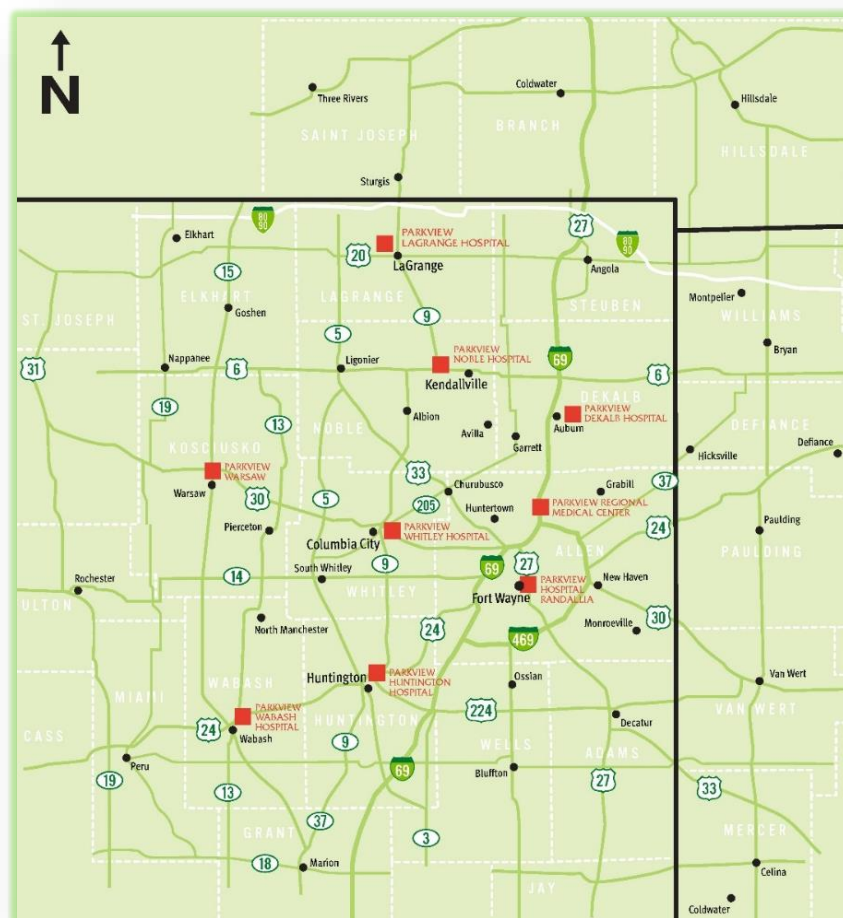 N
Three Rivers
Coldwater
Hillsdale
SAINT JOSEPH
BRANCH
HILLSDALE
Sturgis
80
90
Elkhart
PARKVIEW
LAGRANGE HOSPITAL
27
80
90
20
LaGrange
Angola
15
ELKHART
LAGRANGE
STEUBEN
Goshen
9
Montpelier
WILLIAMS
ST. JOSEPH
5
Bryan
31
Nappanee
6
Ligonier
PARKVIEW
NOBLE HOSPITAL
69
Kendallville
6
DEKALB
19
13
Albion
Avilla
Auburn
PARKVIEW
DEKALB HOSPITAL
Garrett
NOBLE
DEFIANCE
KOSCIUSKO
Hicksville
Defiance
PARKVIEW
WARSAW
33
37
Warsaw
30
5
Churubusco
205
Grabill
Huntertown
PARKVIEW REGIONAL
MEDICAL CENTER
24
Pierceton
Columbia City
PARKVIEW
WHITLEY HOSPITAL
Paulding
ALLEN
PAULDING
14
South Whitley
9
69
27
Rochester
WHITLEY
Fort Wayne
PARKVIEW
HOSPITAL
RANDALLIA
New Haven
ULTON
North Manchester
24
469
Monroeville
30
WABASH
Huntington
PARKVIEW
HUNTINGTON
HOSPITAL
Ossian
Van Wert
MIAMI
PARKVIEW
WABASH
HOSPITAL
HUNTINGTON
224
Decatur
VAN WERT
CASS
24
Wabash
9
WELLS
ADAMS
Peru
69
Bluffton
27
33
19
13
GRANT
37
3
MERCER
18
Marion
Celina
JAY
Coldwater